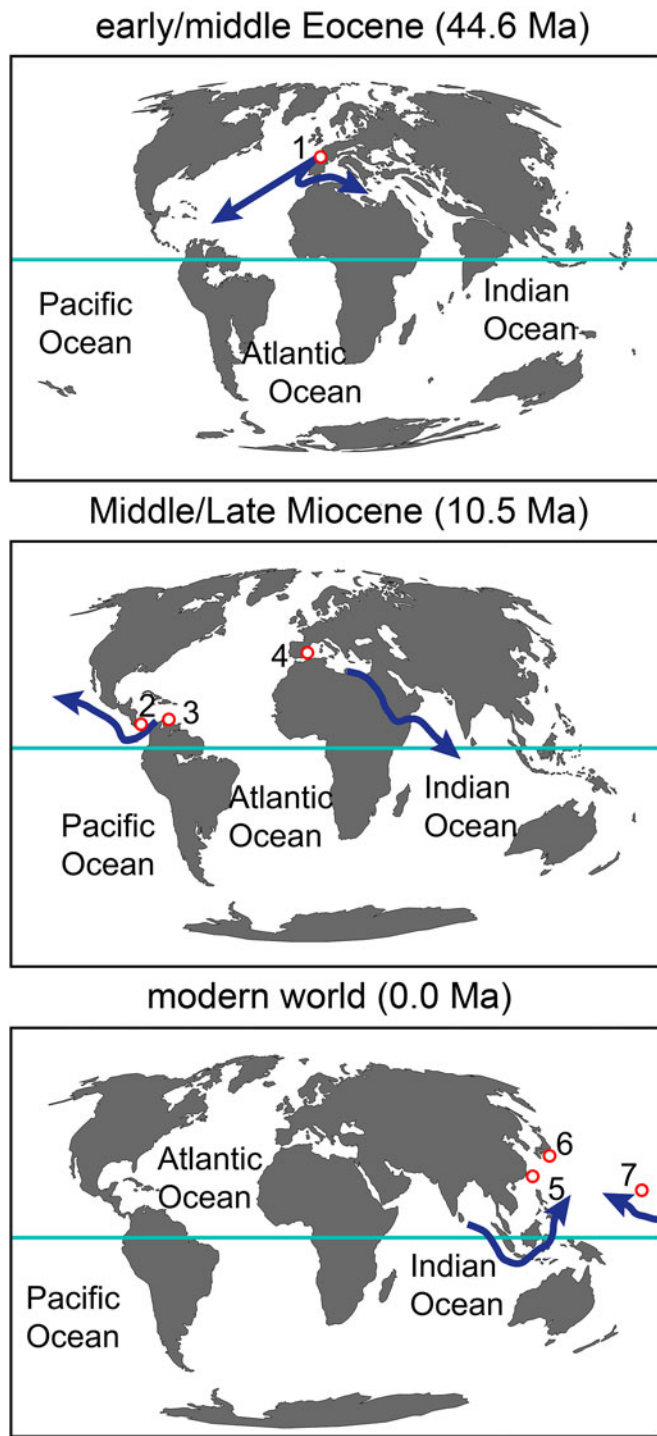 early/middle Eocene (44.6 Ma)
1
Pacific
Ocean
Atlantic
Ocean
Indian
Ocean
Middle/Late Miocene (10.5 Ma)
4
2
3
Pacific
Ocean
Atlantic
Ocean
Indian
Ocean
modern world (0.0 Ma)
6
5
7
Atlantic
Ocean
Pacific
Ocean
Indian
Ocean